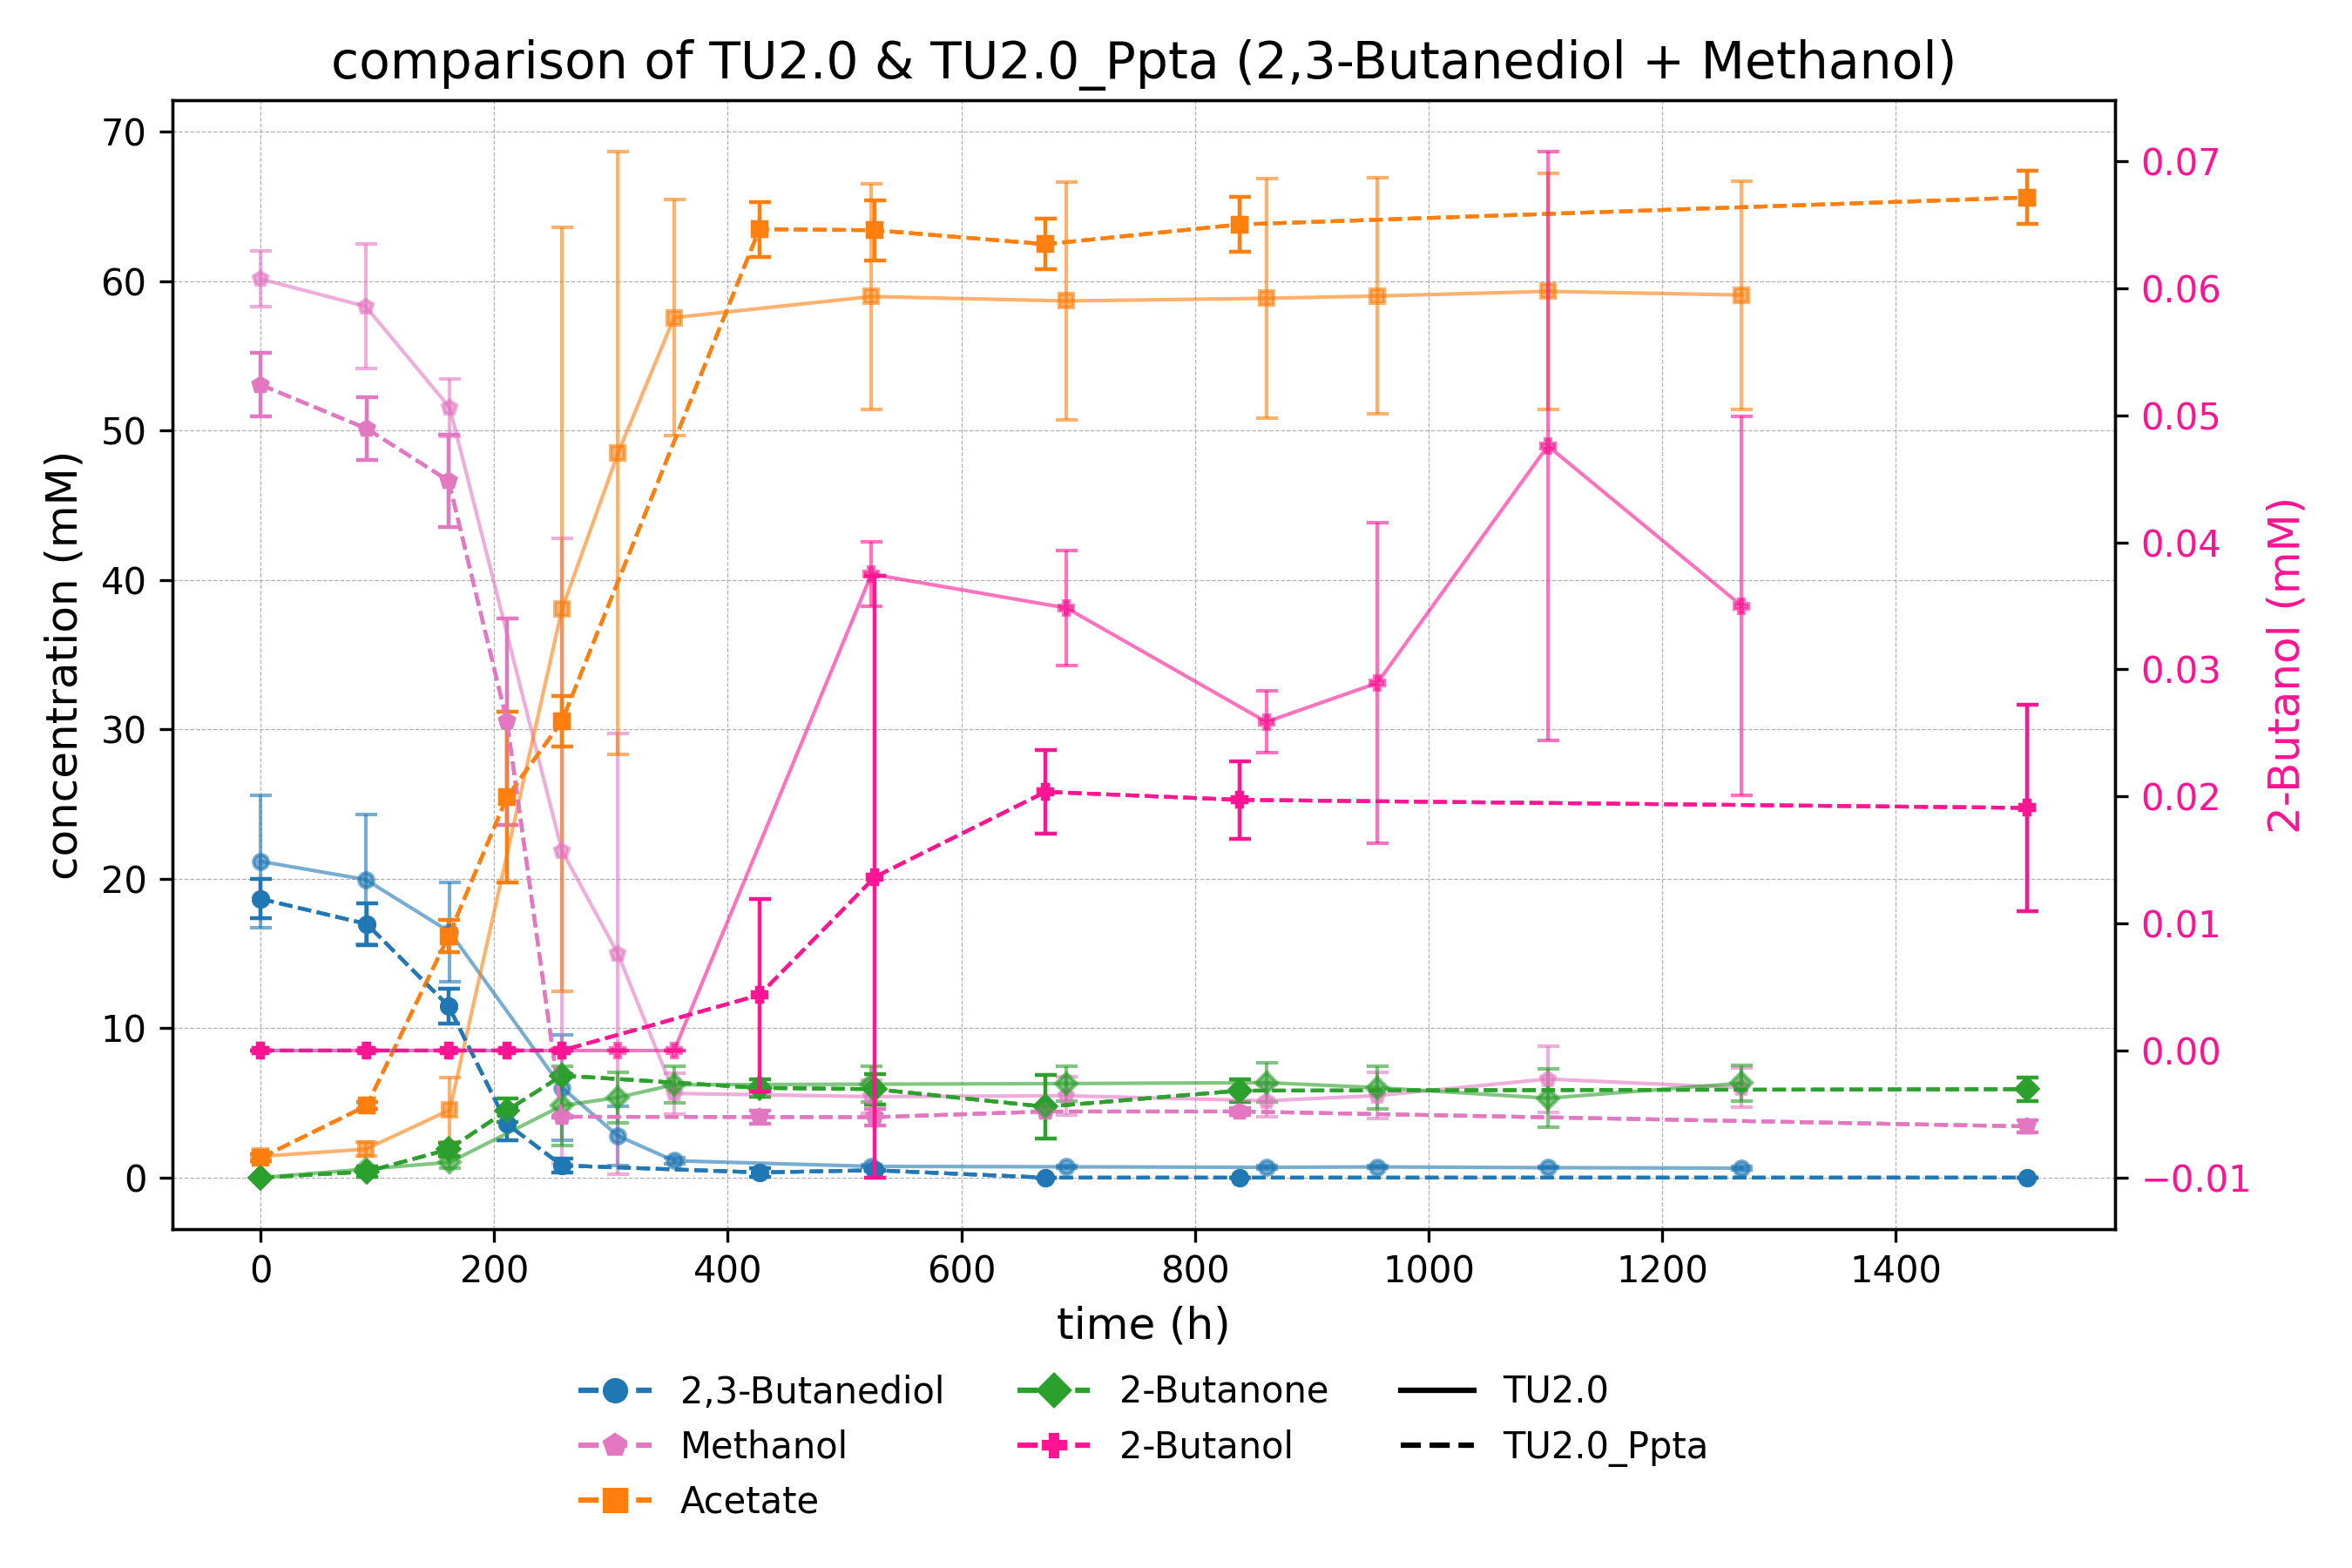 comparison of TU2.0 & TU2.0_Ppta (2,3-Butanediol + Methanol)
concentration (mM)
70
60
50
40
30
20
10
0
0.07
0.06
0.05
0.04
0.03
0.02
0.01
0.00
−0.01
2-Butanol (mM)
0 200 400 600 800 1000 1200 1400
time (h)
2,3-Butanediol 2-Butanone TU2.0
Methanol 2-Butanol TU2.0_Ppta
Acetate